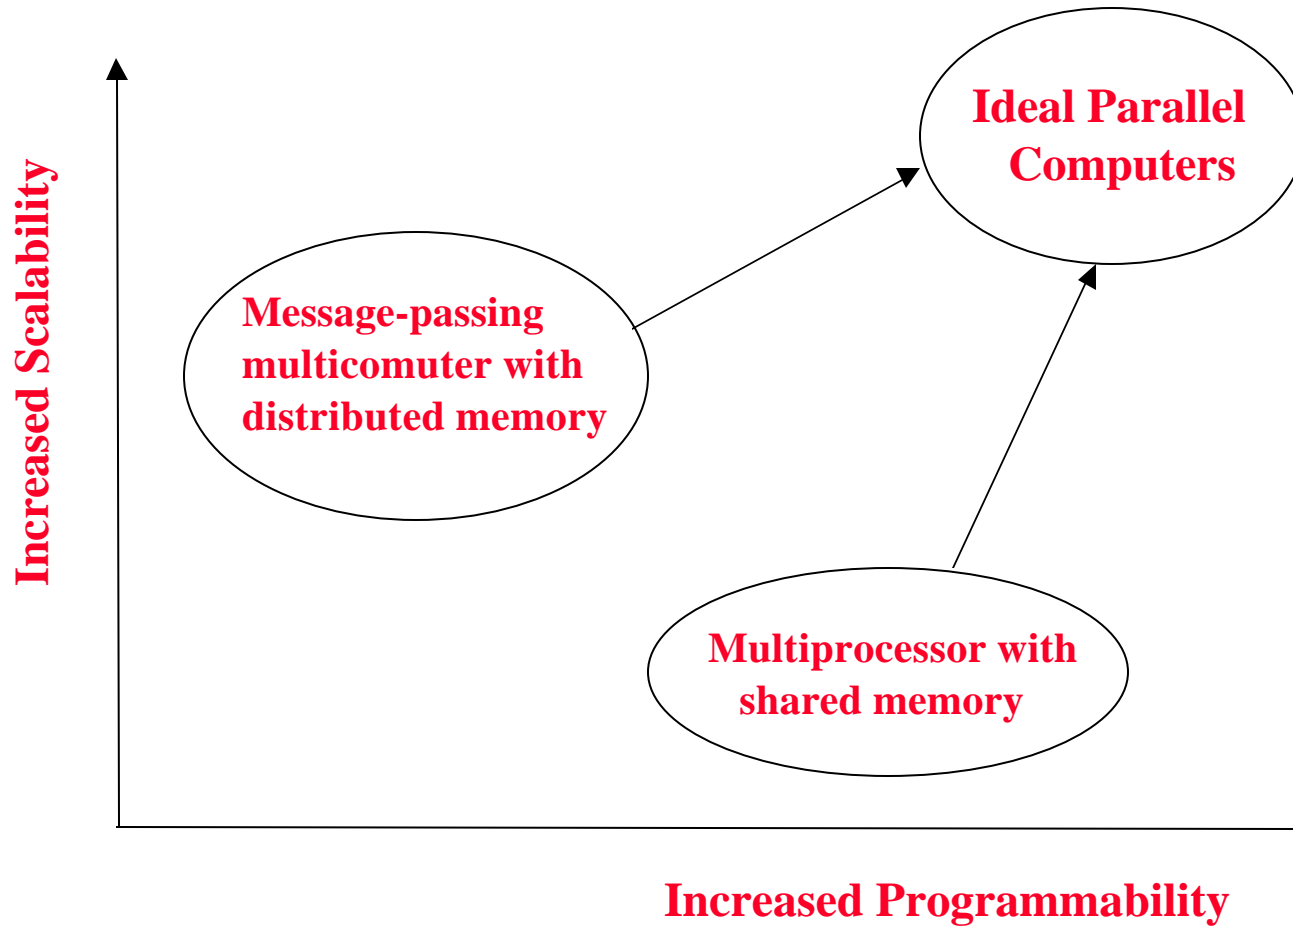 Ideal Parallel
Computers
Increased Scalability
Message-passing
multicomuter with
distributed memory
Multiprocessor with
shared memory
Increased Programmability